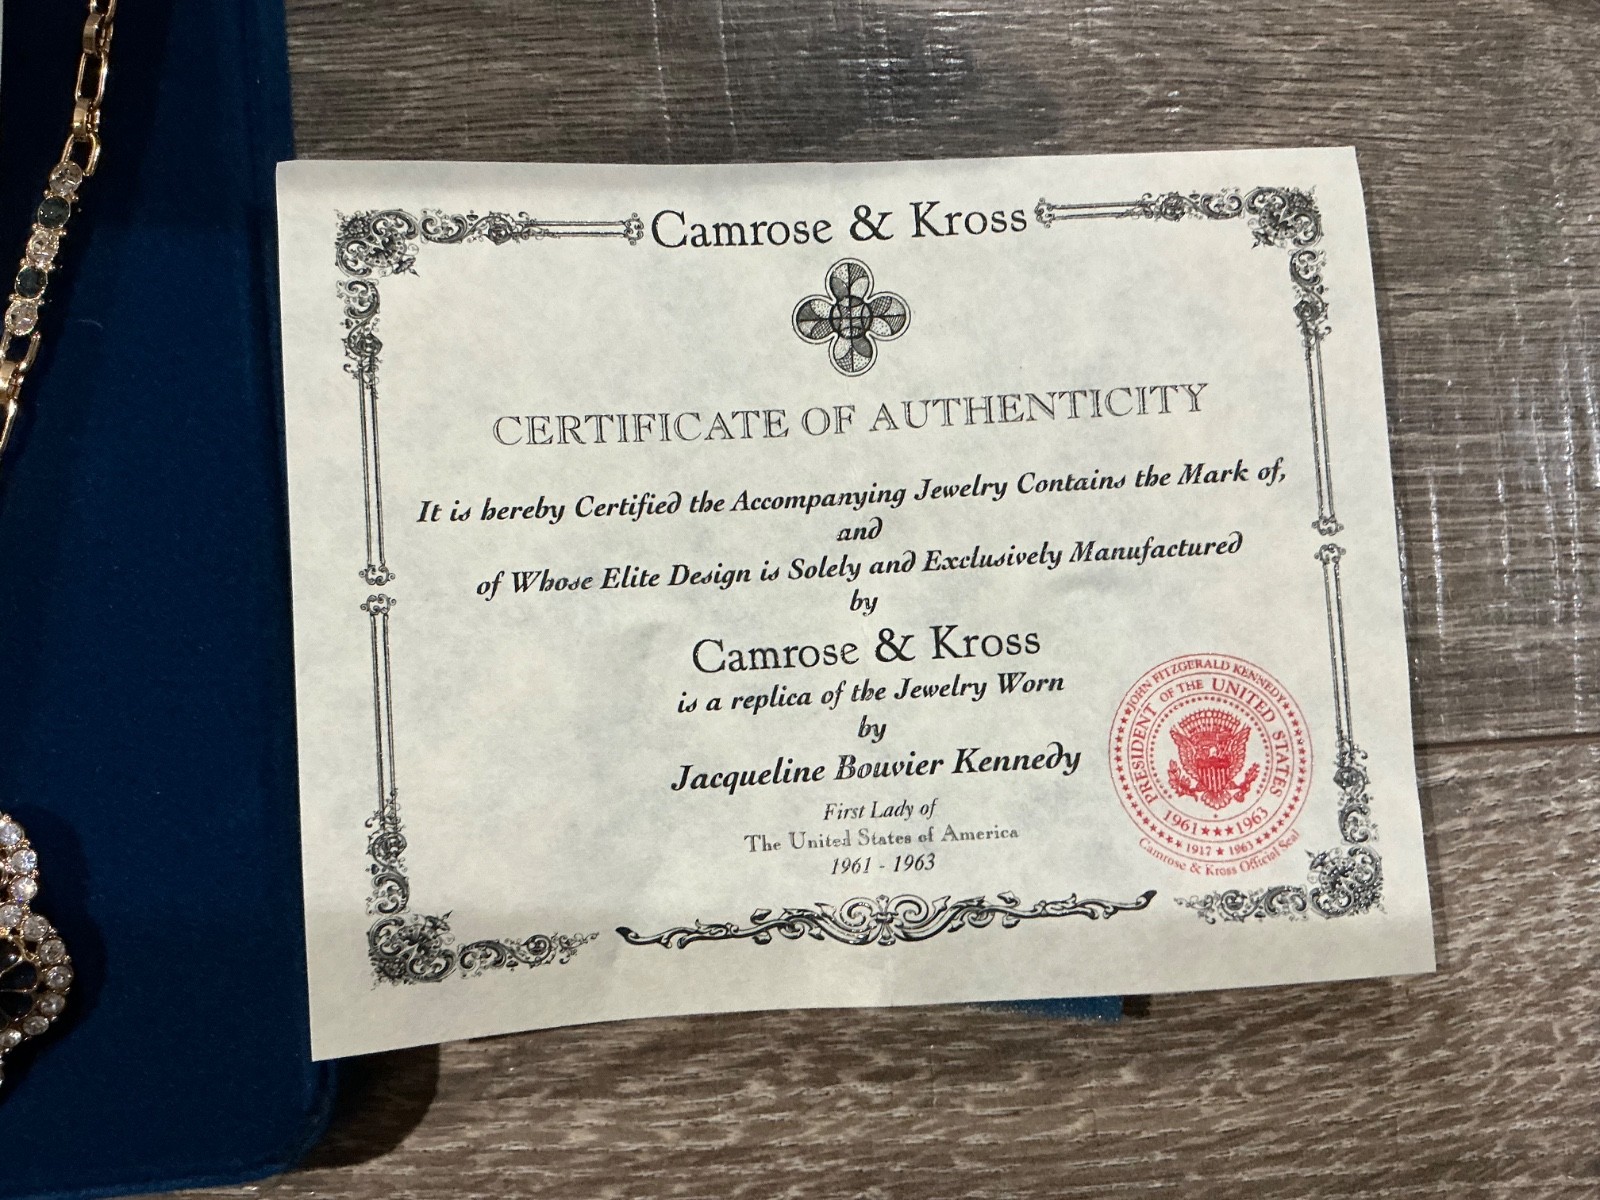 Camrose & Kross
CERTIFICATE OF AUTHENTICITY
It is hereby Certified the Accompanying Jewelry Contains the Mark of,
and
of Whose Elite Design is Solely and Exclusively Manufactured
by
Camrose & Kross
is a replica of the Jewelry Worn
by
Jacqueline Bouvier Kennedy
First Lady of
The United States of America
1961 - 1963
JOHN FITZGERALD KENNEDY
PRESIDENT OF THE UNITED STATES
1961★★★1963
1917 ★ 1963
Camrose & Kross Official Seal